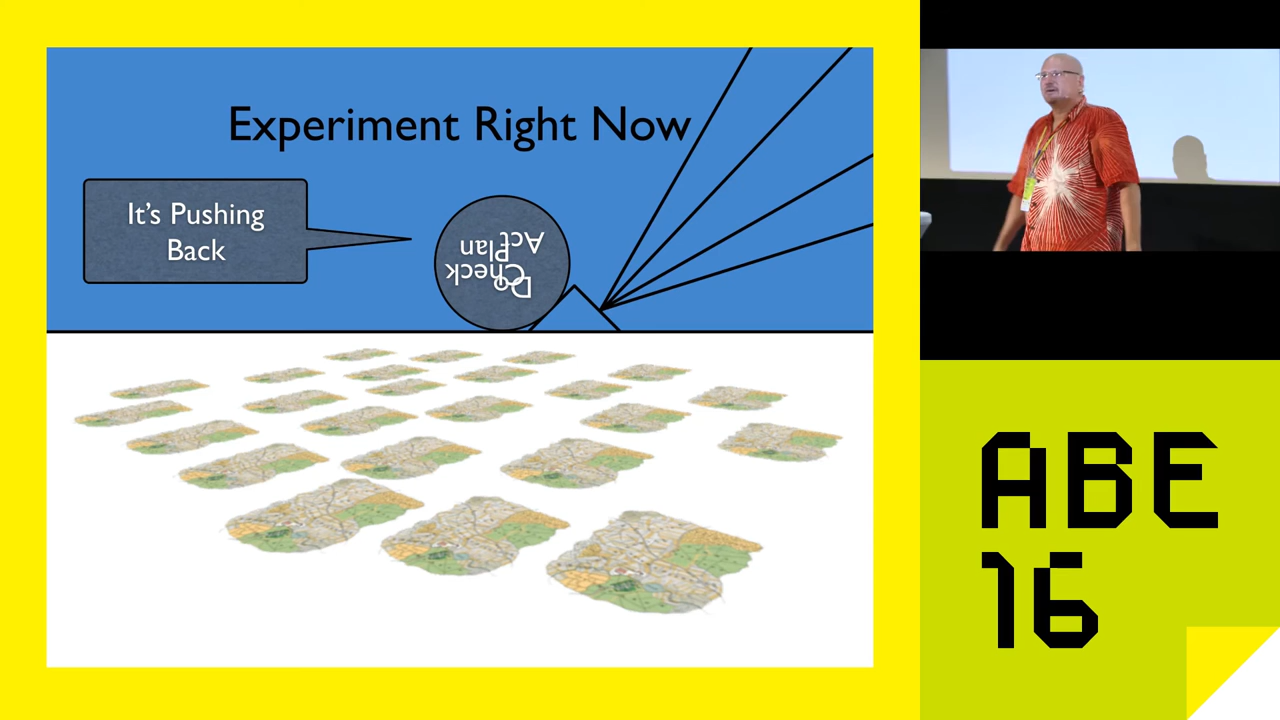 Experiment Right Now
It's Pushing
Back
Act
Plan
Check
Do
ABE
16